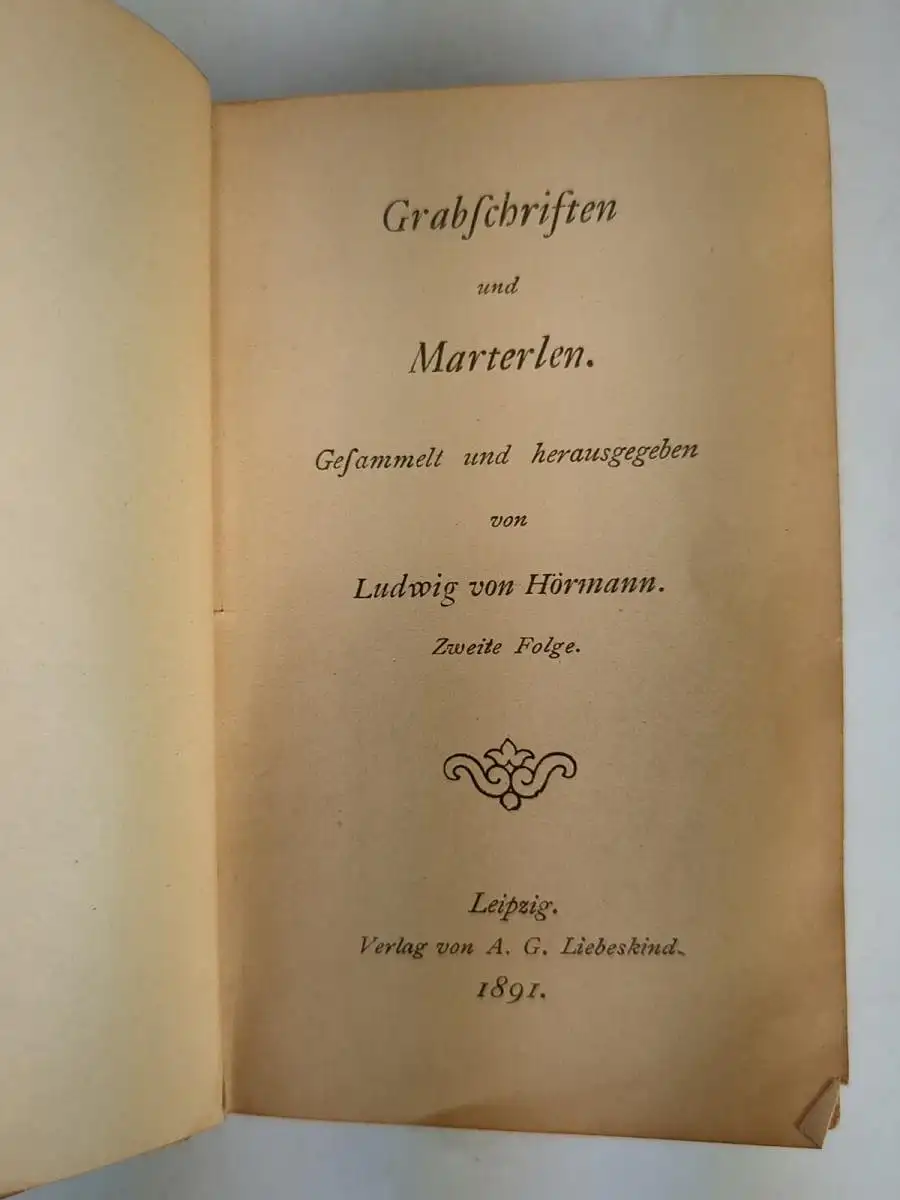 Grabſchriften
und
Marterlen.
Geſammelt und herausgegeben
von
Ludwig von Hörmann.
Zweite Folge.
Leipzig.
Verlag von A. G. Liebeskind.
1891.